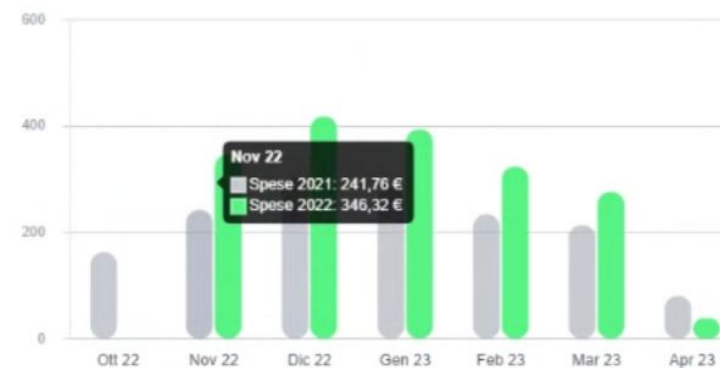 600
400
Nov 22
Spese 2021: 241,76 €
Spese 2022: 346,32 €
200
0
Ott 22 Nov 22 Dic 22 Gen 23 Feb 23 Mar 23 Apr 23